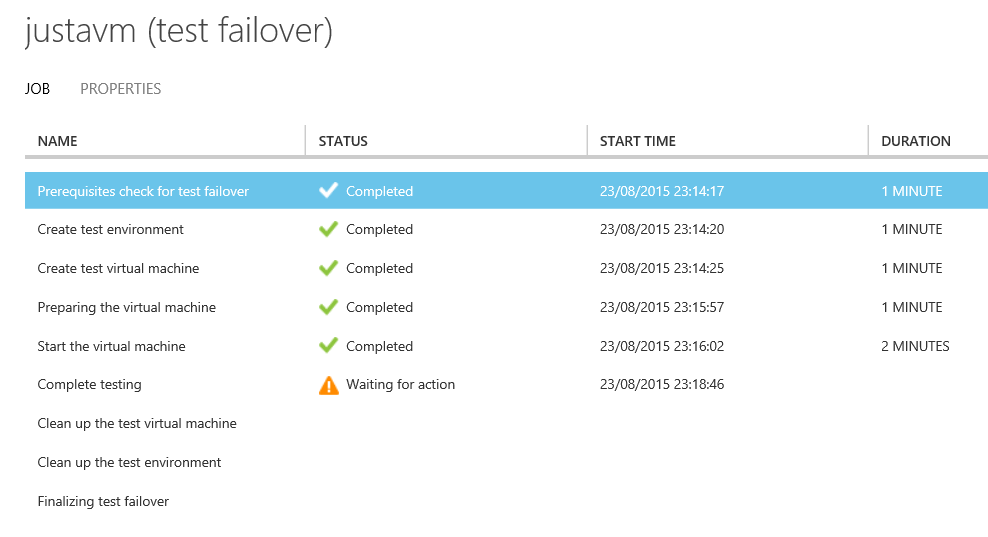 justavm (test failover)
JOB PROPERTIES
NAME STATUS START TIME DURATION
Prerequisites check for test failover Completed 23/08/2015 23:14:17 1 MINUTE
Create test environment Completed 23/08/2015 23:14:20 1 MINUTE
Create test virtual machine Completed 23/08/2015 23:14:25 1 MINUTE
Preparing the virtual machine Completed 23/08/2015 23:15:57 1 MINUTE
Start the virtual machine Completed 23/08/2015 23:16:02 2 MINUTES
Complete testing Waiting for action 23/08/2015 23:18:46
Clean up the test virtual machine
Clean up the test environment
Finalizing test failover